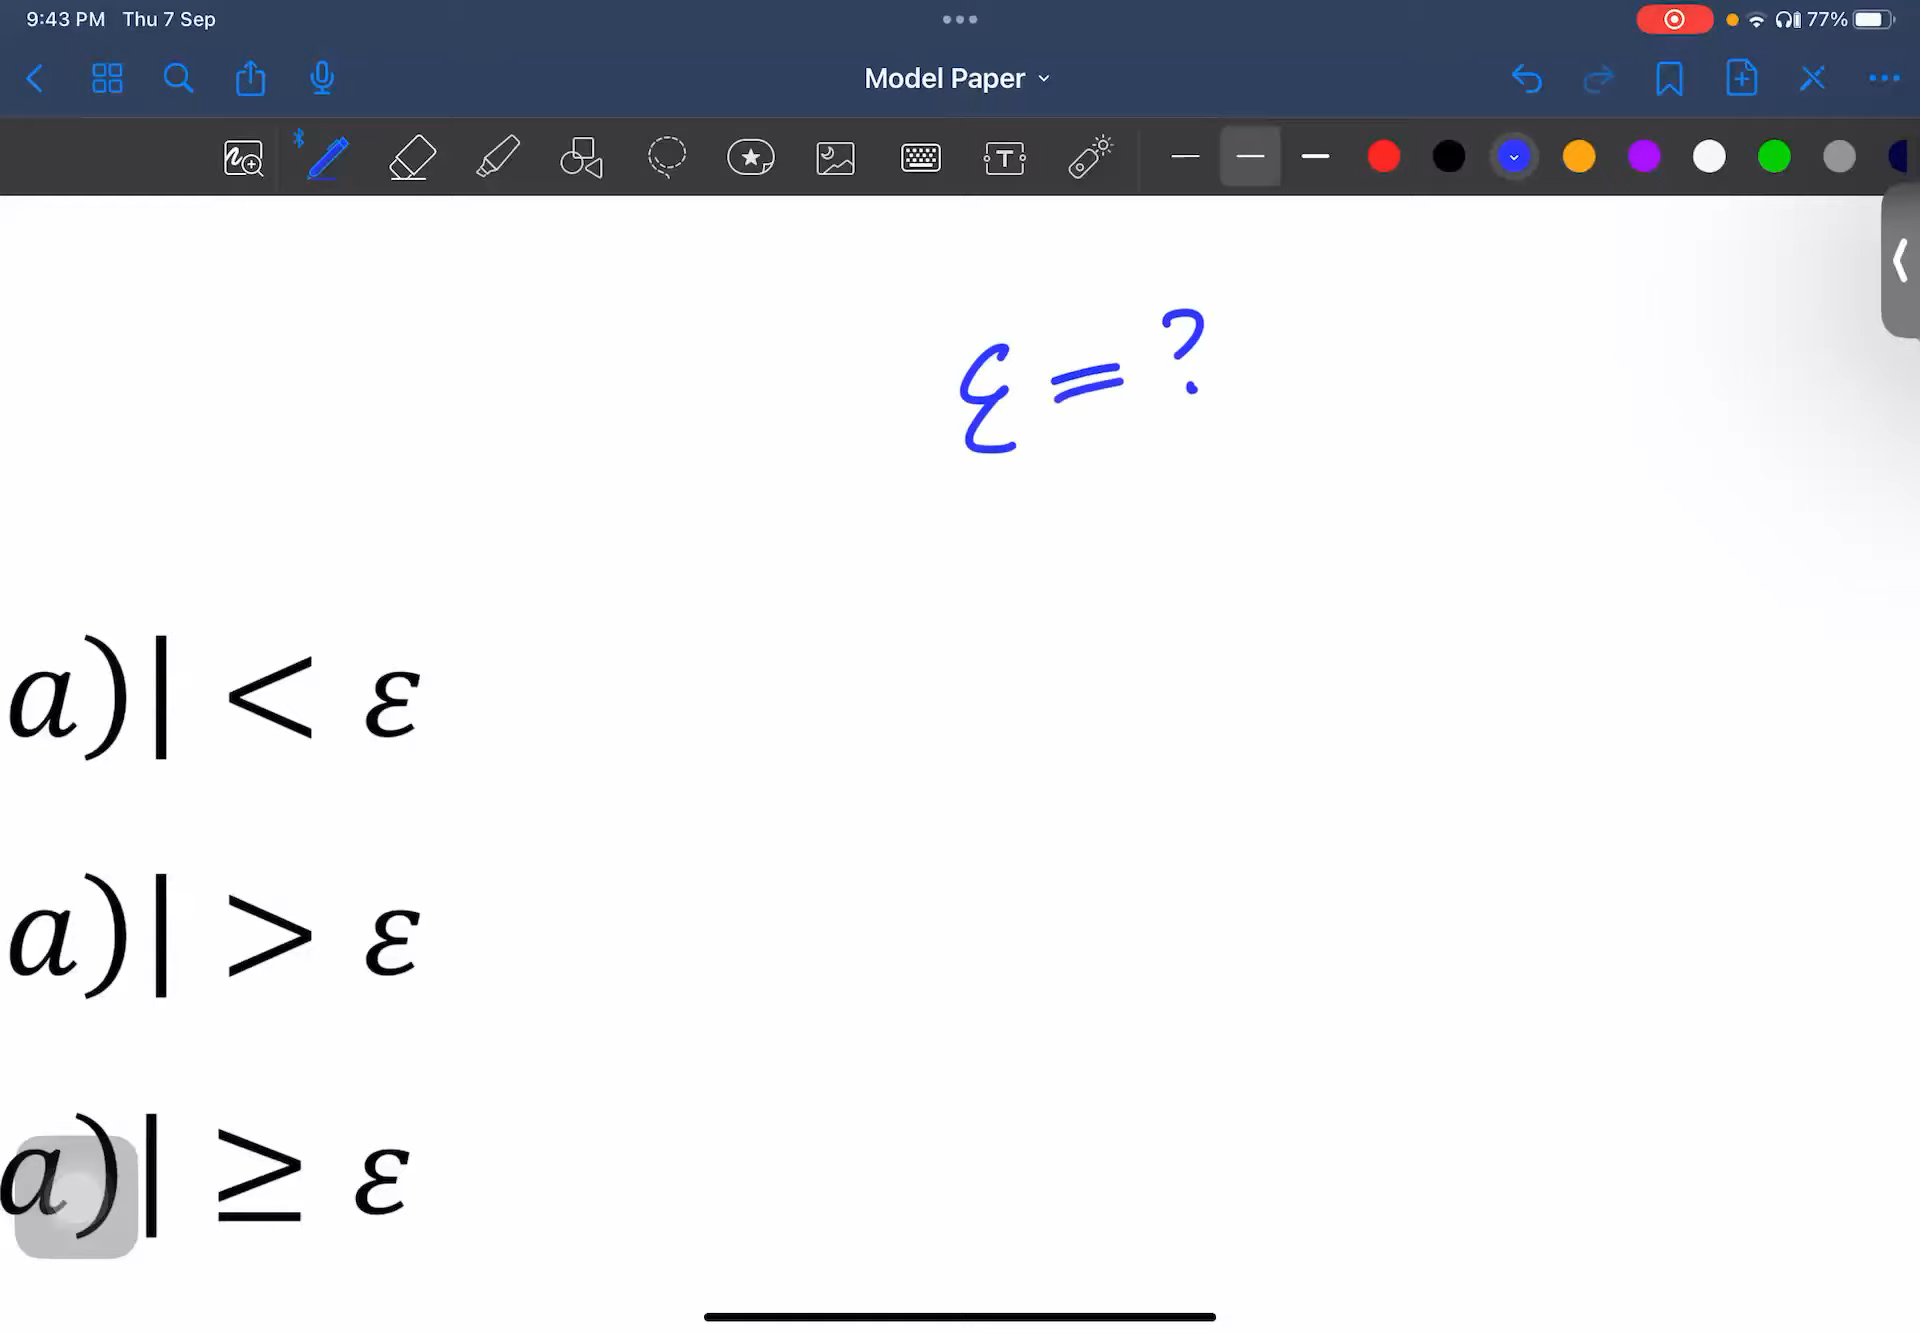 9:43 PM Thu 7 Sep 77%
Model Paper
T
ε = ?
a)| < ε
a)| > ε
a)| ≥ ε